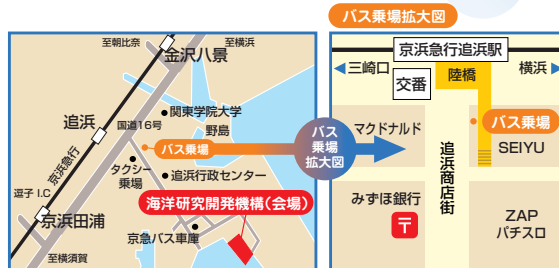 バス乗場拡大図
至朝比奈
至横浜
金沢八景
関東学院大学
追浜
国道16号
野島
京浜急行
バス乗場
タクシー
乗場
追浜行政センター
逗子 I.C
海洋研究開発機構(会場)
京浜田浦
京急バス車庫
至横須賀
バス
乗場
拡大図
京浜急行追浜駅
三崎口
陸橋
横浜
交番
マクドナルド
バス乗場
SEIYU
追浜商店街
みずほ銀行
〒
ZAP
パチスロ